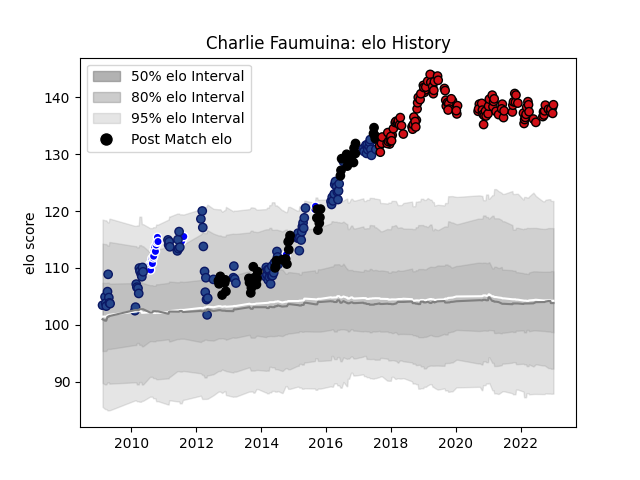 Charlie Faumuina: elo History
50% elo Interval
80% elo Interval
95% elo Interval
Post Match elo
elo score
140
130
120
110
100
90
2010 2012 2014 2016 2018 2020 2022